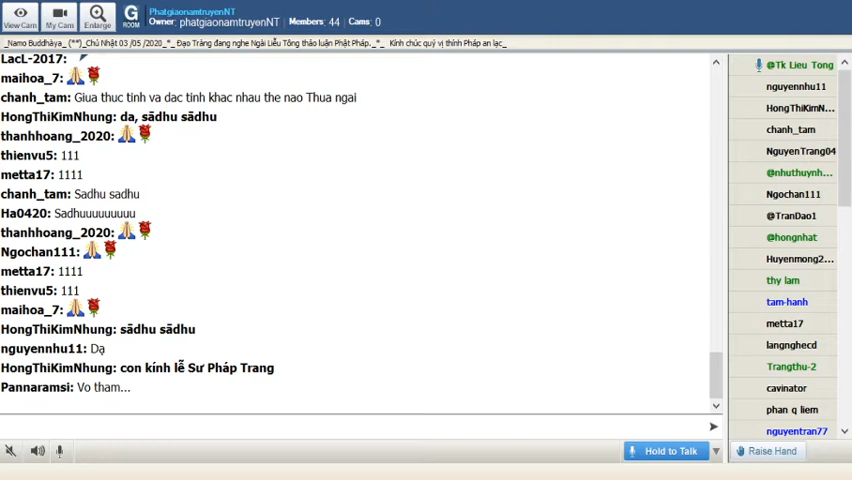 View Cam
My Cam
Enlarge
G ROOM
PhatgiaonamtruyenNT
Owner: phatgiaonamtruyenNT Members: 44 Cams: 0
_Namo Buddhàya_ (**)_Chủ Nhật 03 /05 /2020_*_ Đạo Tràng đang nghe Ngài Liễu Tông thảo luận Phật Pháp._*_ Kính chúc quý vị thính Pháp an lạc_
LacL-2017:
maihoa_7:
chanh_tam: Giua thuc tinh va dac tinh khac nhau the nao Thua ngai
HongThiKimNhung: da, sādhu sādhu
thanhhoang_2020:
thienvu5: 111
metta17: 1111
chanh_tam: Sadhu sadhu
Ha0420: Sadhuuuuuuuuu
thanhhoang_2020:
Ngochan111:
metta17: 1111
thienvu5: 111
maihoa_7:
HongThiKimNhung: sādhu sādhu
nguyennhu11: Dạ
HongThiKimNhung: con kính lễ Sư Pháp Trang
Pannaramsi: Vo tham...
Hold to Talk
@Tk Lieu Tong
nguyennhu11
HongThiKimN...
chanh_tam
NguyenTrang04
@nhuthuynh...
Ngochan111
@TranDao1
@hongnhat
Huyenmong2...
thy lam
tam-hanh
metta17
langnghecd
Trangthu-2
cavinator
phan q liem
nguyentran77
Raise Hand